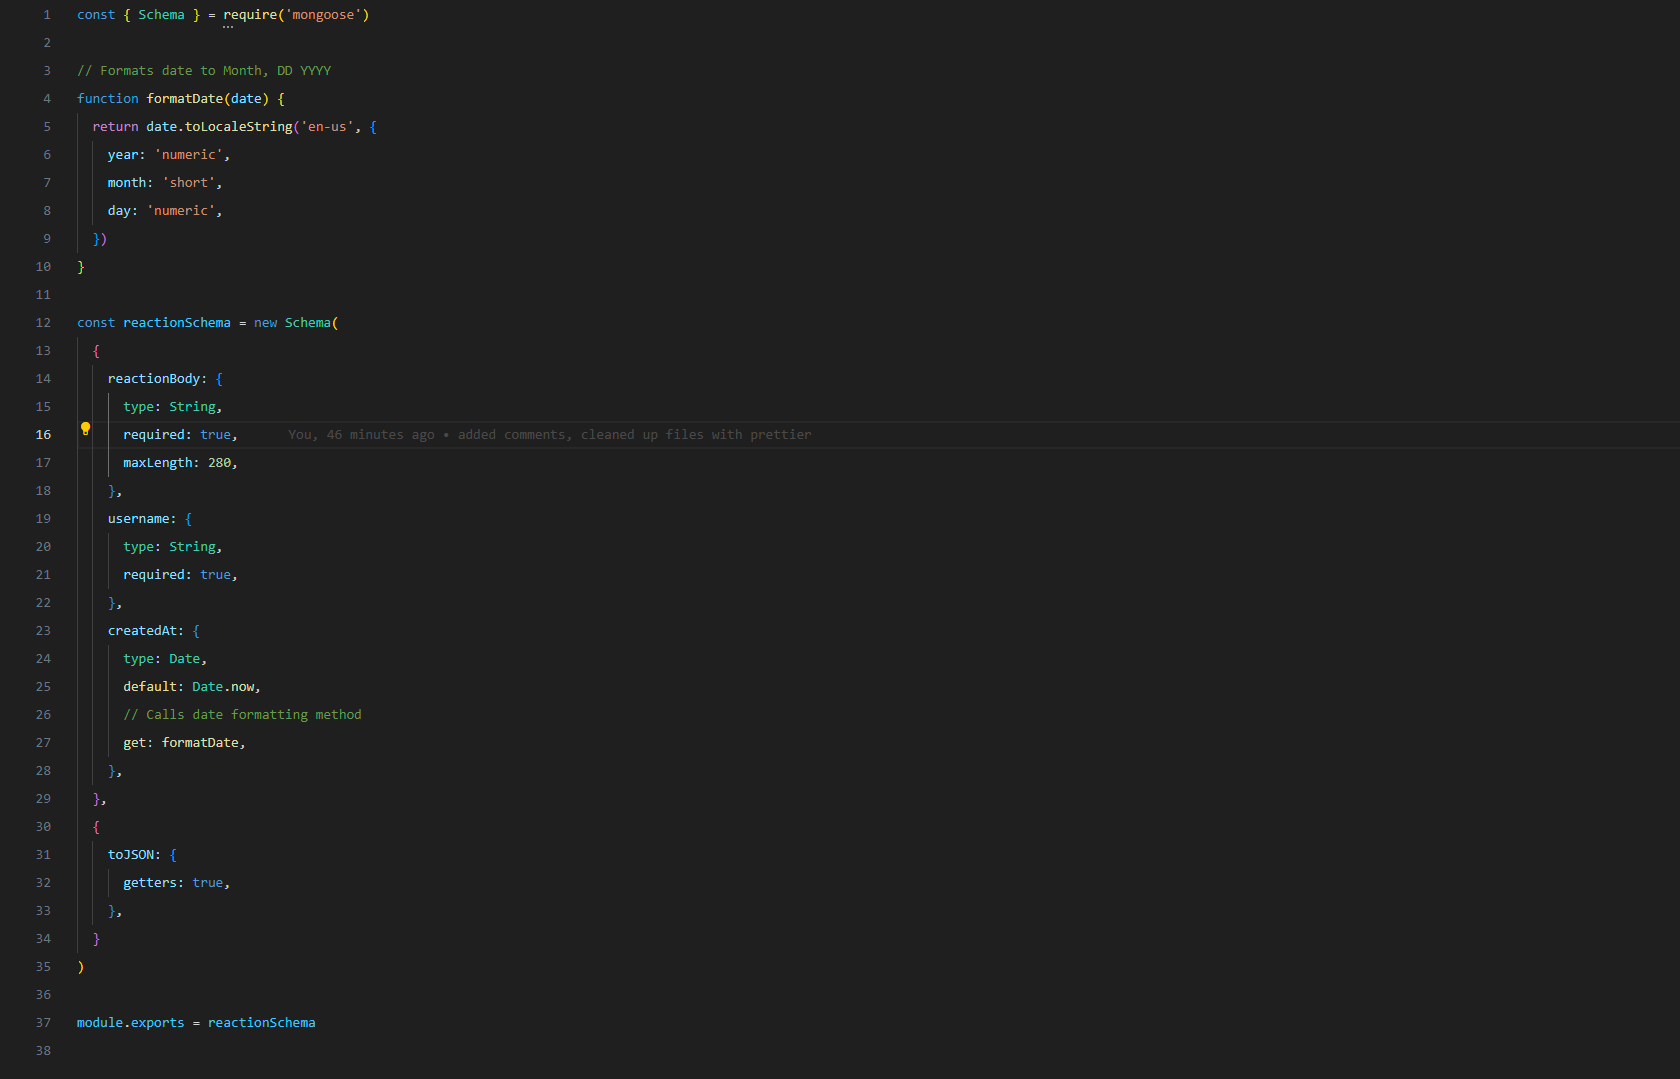 1 const { Schema } = require('mongoose')
2
3 // Formats date to Month, DD YYYY
4 function formatDate(date) {
5   return date.toLocaleString('en-us', {
6     year: 'numeric',
7     month: 'short',
8     day: 'numeric',
9   })
10 }
11
12 const reactionSchema = new Schema(
13   {
14     reactionBody: {
15       type: String,
16       required: true, You, 46 minutes ago • added comments, cleaned up files with prettier
17       maxLength: 280,
18     },
19     username: {
20       type: String,
21       required: true,
22     },
23     createdAt: {
24       type: Date,
25       default: Date.now,
26       // Calls date formatting method
27       get: formatDate,
28     },
29   },
30   {
31     toJSON: {
32       getters: true,
33     },
34   }
35 )
36
37 module.exports = reactionSchema
38